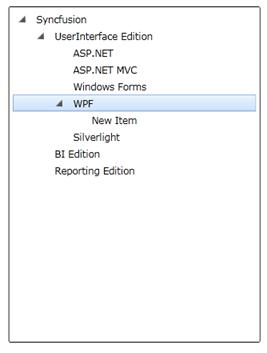 Syncfusion
UserInterface Edition
ASP.NET
ASP.NET MVC
Windows Forms
WPF
New Item
Silverlight
BI Edition
Reporting Edition